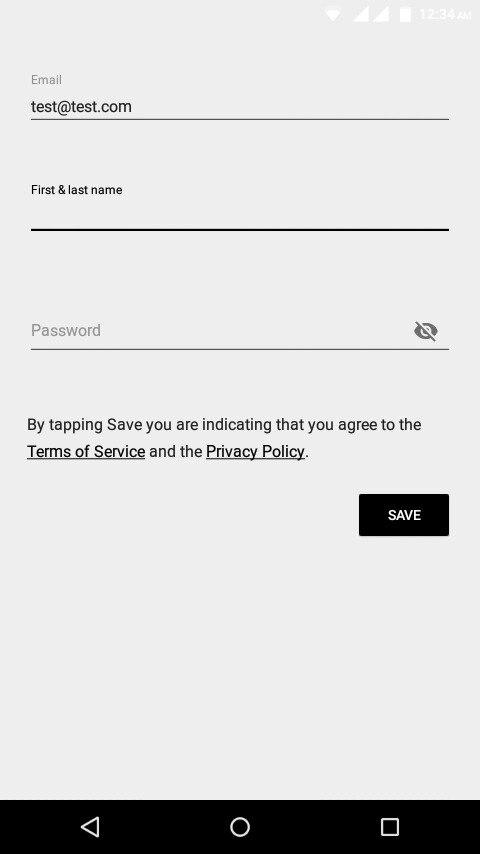 12:34 AM
Email
test@test.com
First & last name
Password
By tapping Save you are indicating that you agree to the
Terms of Service and the Privacy Policy.
SAVE